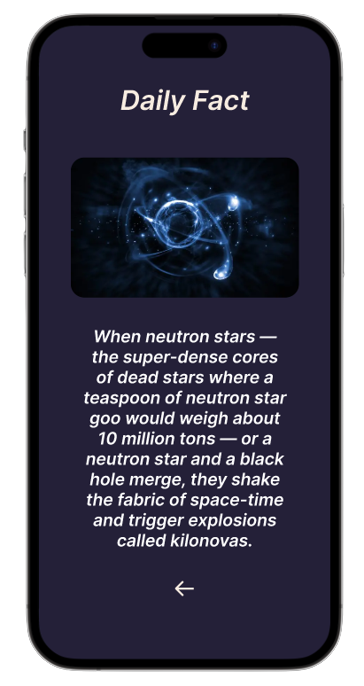 Daily Fact
When neutron stars —
the super-dense cores
of dead stars where a
teaspoon of neutron star
goo would weigh about
10 million tons — or a
neutron star and a black
hole merge, they shake
the fabric of space-time
and trigger explosions
called kilonovas.